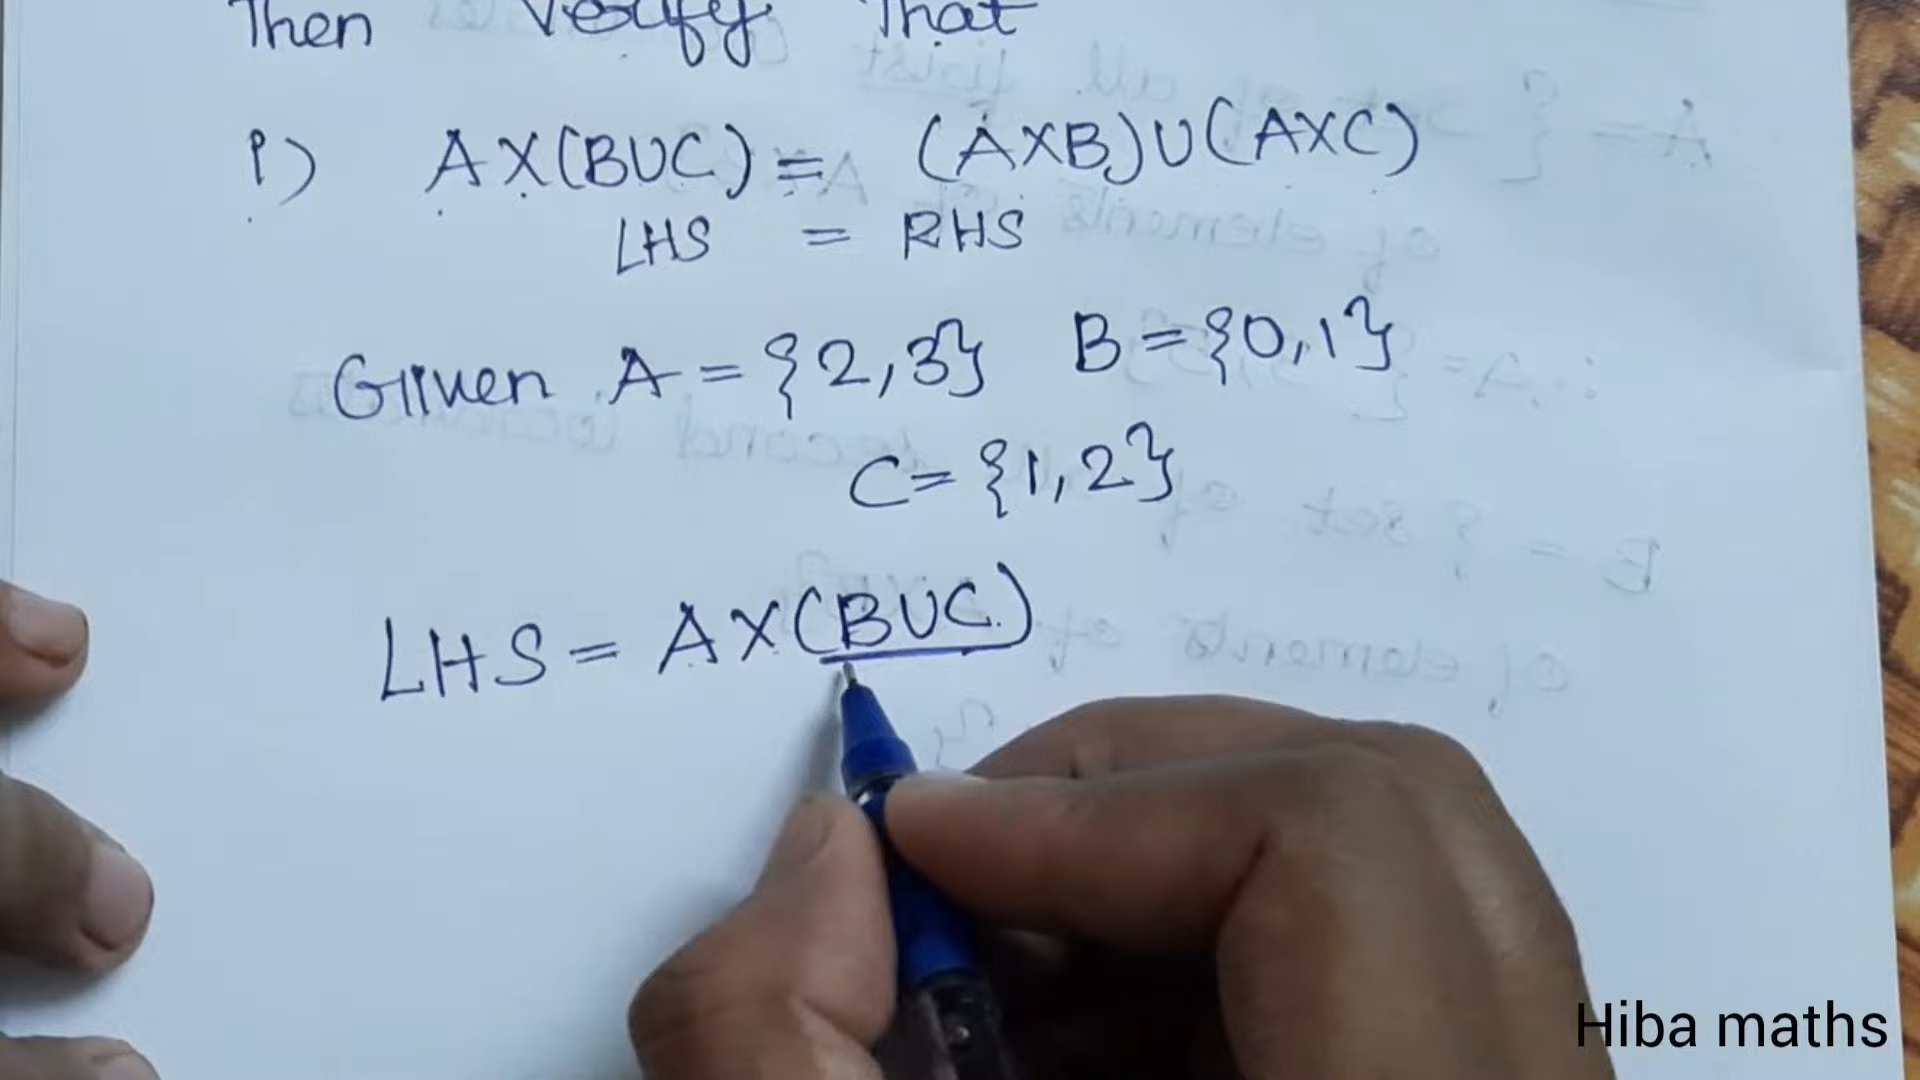 Then Verify That
i) AX(BUC) = (AXB)U(AXC)
LHS = RHS
Given A = {2,3} B = {0,1}
C = {1,2}
LHS = AX(BUC)
Hiba maths